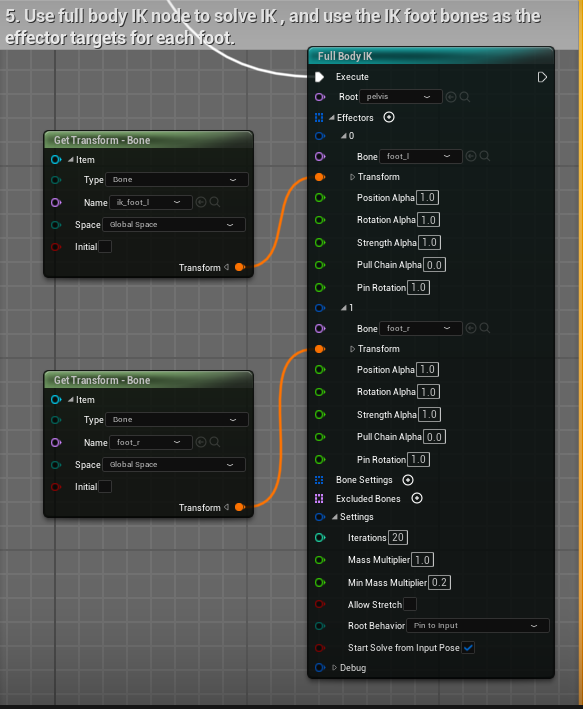 5. Use full body IK node to solve IK , and use the IK foot bones as the
effector targets for each foot.
Full Body IK
Execute
Root pelvis
Effectors
0
Bone foot_l
Transform
Position Alpha 1.0
Rotation Alpha 1.0
Strength Alpha 1.0
Pull Chain Alpha 0.0
Pin Rotation 1.0
1
Bone foot_r
Transform
Position Alpha 1.0
Rotation Alpha 1.0
Strength Alpha 1.0
Pull Chain Alpha 0.0
Pin Rotation 1.0
Bone Settings
Excluded Bones
Settings
Iterations 20
Mass Multiplier 1.0
Min Mass Multiplier 0.2
Allow Stretch
Root Behavior Pin to Input
Start Solve from Input Pose
Debug
Get Transform - Bone
Item
Type Bone
Name ik_foot_l
Space Global Space
Initial
Transform
Get Transform - Bone
Item
Type Bone
Name foot_r
Space Global Space
Initial
Transform